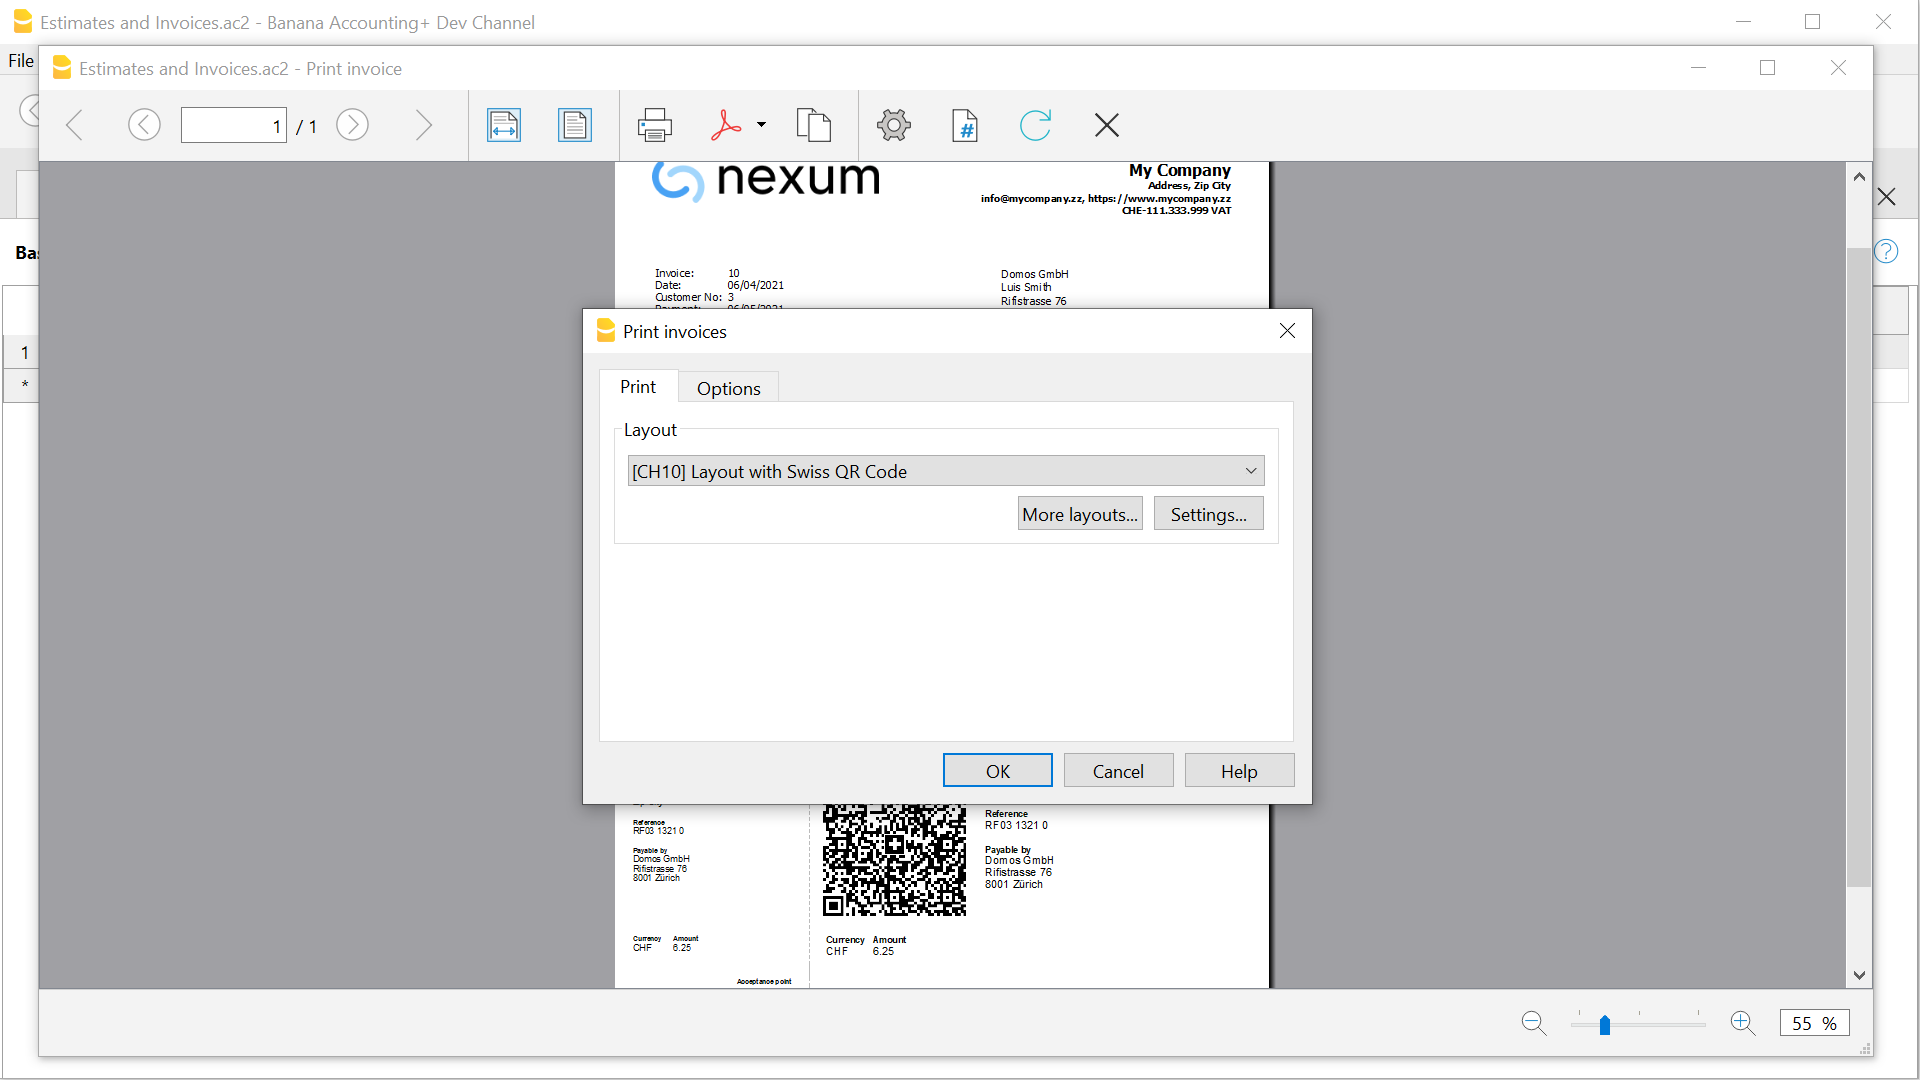 Estimates and Invoices.ac2 - Banana Accounting+ Dev Channel
File
Estimates and Invoices.ac2 - Print invoice
1 / 1
#
nexum
My Company
Address, Zip City
info@mycompany.zz, https://www.mycompany.zz
CHE-111.333.999 VAT
Bas
?
Invoice: 10
Date: 06/04/2021
Customer No: 3
Payment: 06/05/2021
Domos GmbH
Luis Smith
Rifistrasse 76
1
*
Print invoices
Print
Options
Layout
[CH10] Layout with Swiss QR Code
More layouts...
Settings...
OK
Cancel
Help
Reference
RF03 1321 0
Payable by
Domos GmbH
Rifistrasse 76
8001 Zürich
Currency Amount
CHF 6.25
Acceptance point
Reference
RF03 1321 0
Payable by
Domos GmbH
Rifistrasse 76
8001 Zürich
Currency Amount
CHF 6.25
55 %